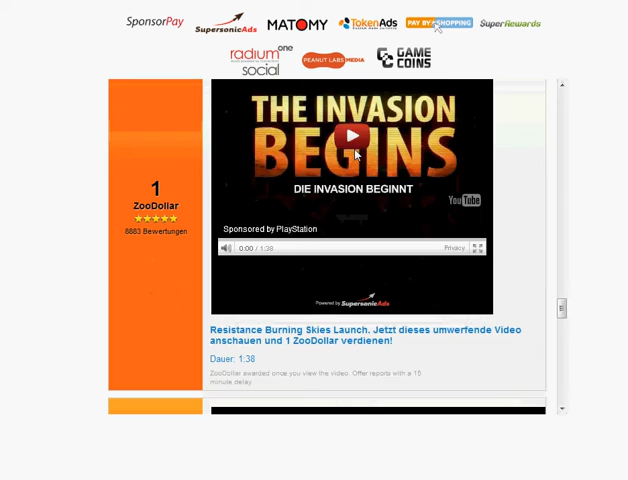 SponsorPay
SupersonicAds
MATOMY
TokenAds
PAY BY SHOPPING
SuperRewards
radiumone
social
PEANUT LABS MEDIA
GAME
COINS
THE INVASION
BEGINS
DIE INVASION BEGINNT
YouTube
1
ZooDollar
8883 Bewertungen
Sponsored by PlayStation
0:00 / 1:38
Privacy
Powered by SupersonicAds
Resistance Burning Skies Launch. Jetzt dieses umwerfende Video
anschauen und 1 ZooDollar verdienen!
Dauer: 1:38
ZooDollar awarded once you view the video. Offer reports with a 15
minute delay